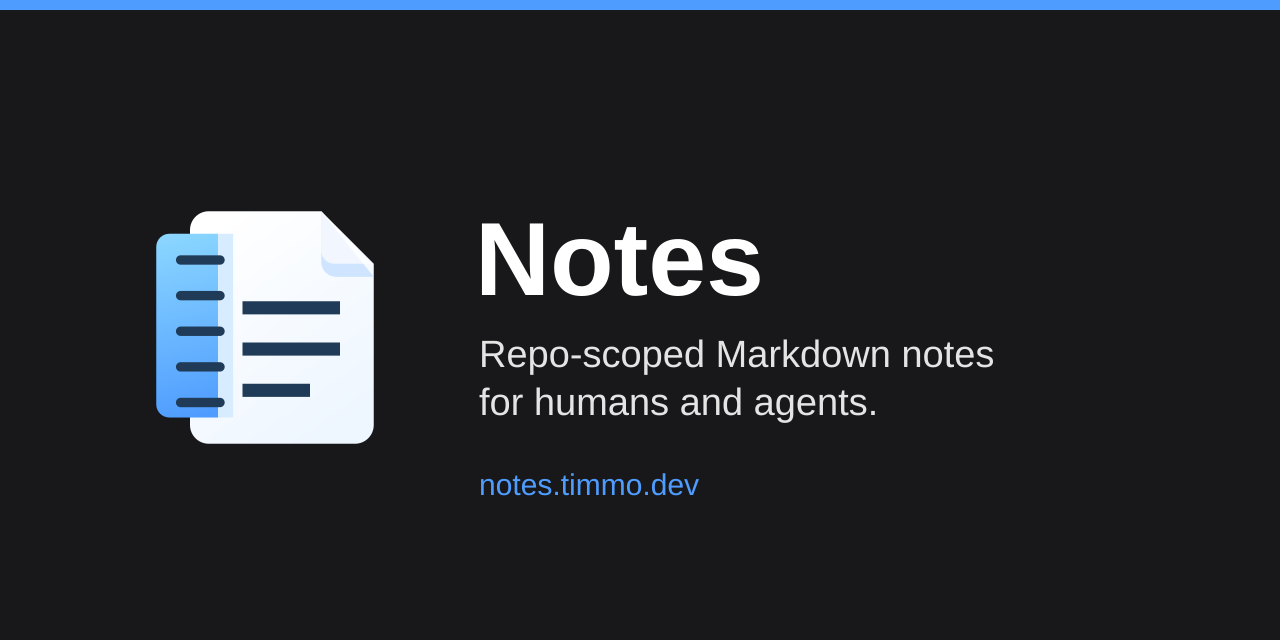 Notes
Repo-scoped Markdown notes
for humans and agents.
notes.timmo.dev